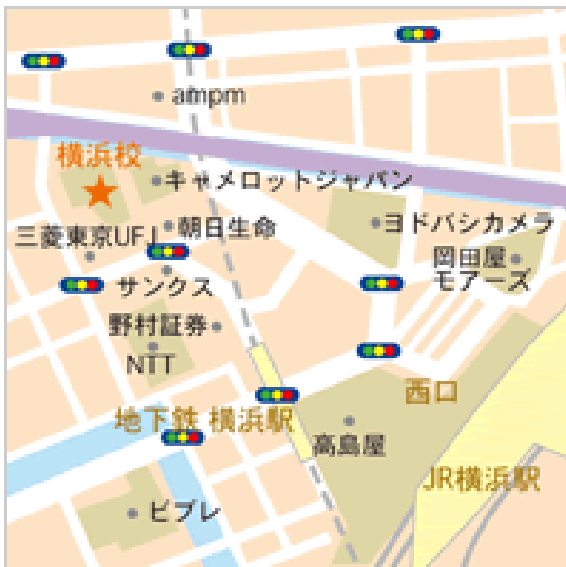 ampm
横浜校
キャメロットジャパン
朝日生命
ヨドバシカメラ
三菱東京UFJ
岡田屋
モアーズ
サンクス
野村証券
NTT
西口
地下鉄 横浜駅
高島屋
JR横浜駅
ビブレ